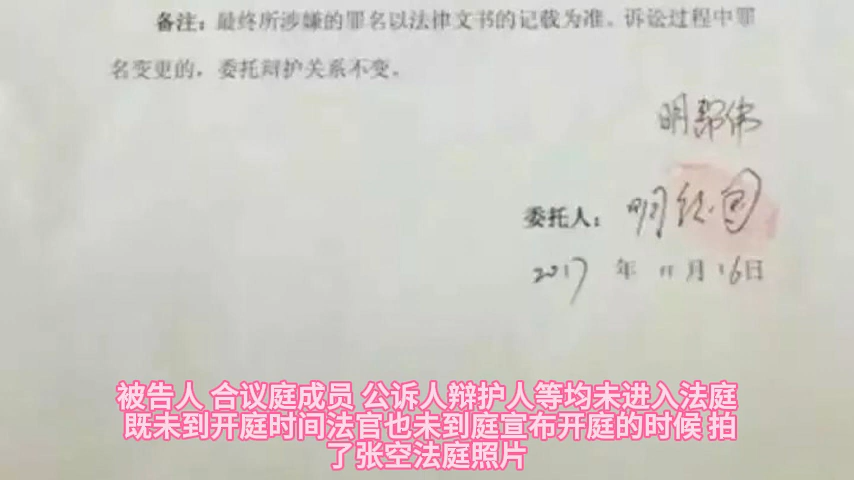 备注：最终所涉嫌的罪名以法律文书的记载为准。诉讼过程中罪
名变更的，委托辩护关系不变。
委托人：明
2017 年 11 月 16日
被告人 合议庭成员 公诉人辩护人等均未进入法庭
既未到开庭时间法官也未到庭宣布开庭的时候 拍
了张空法庭照片